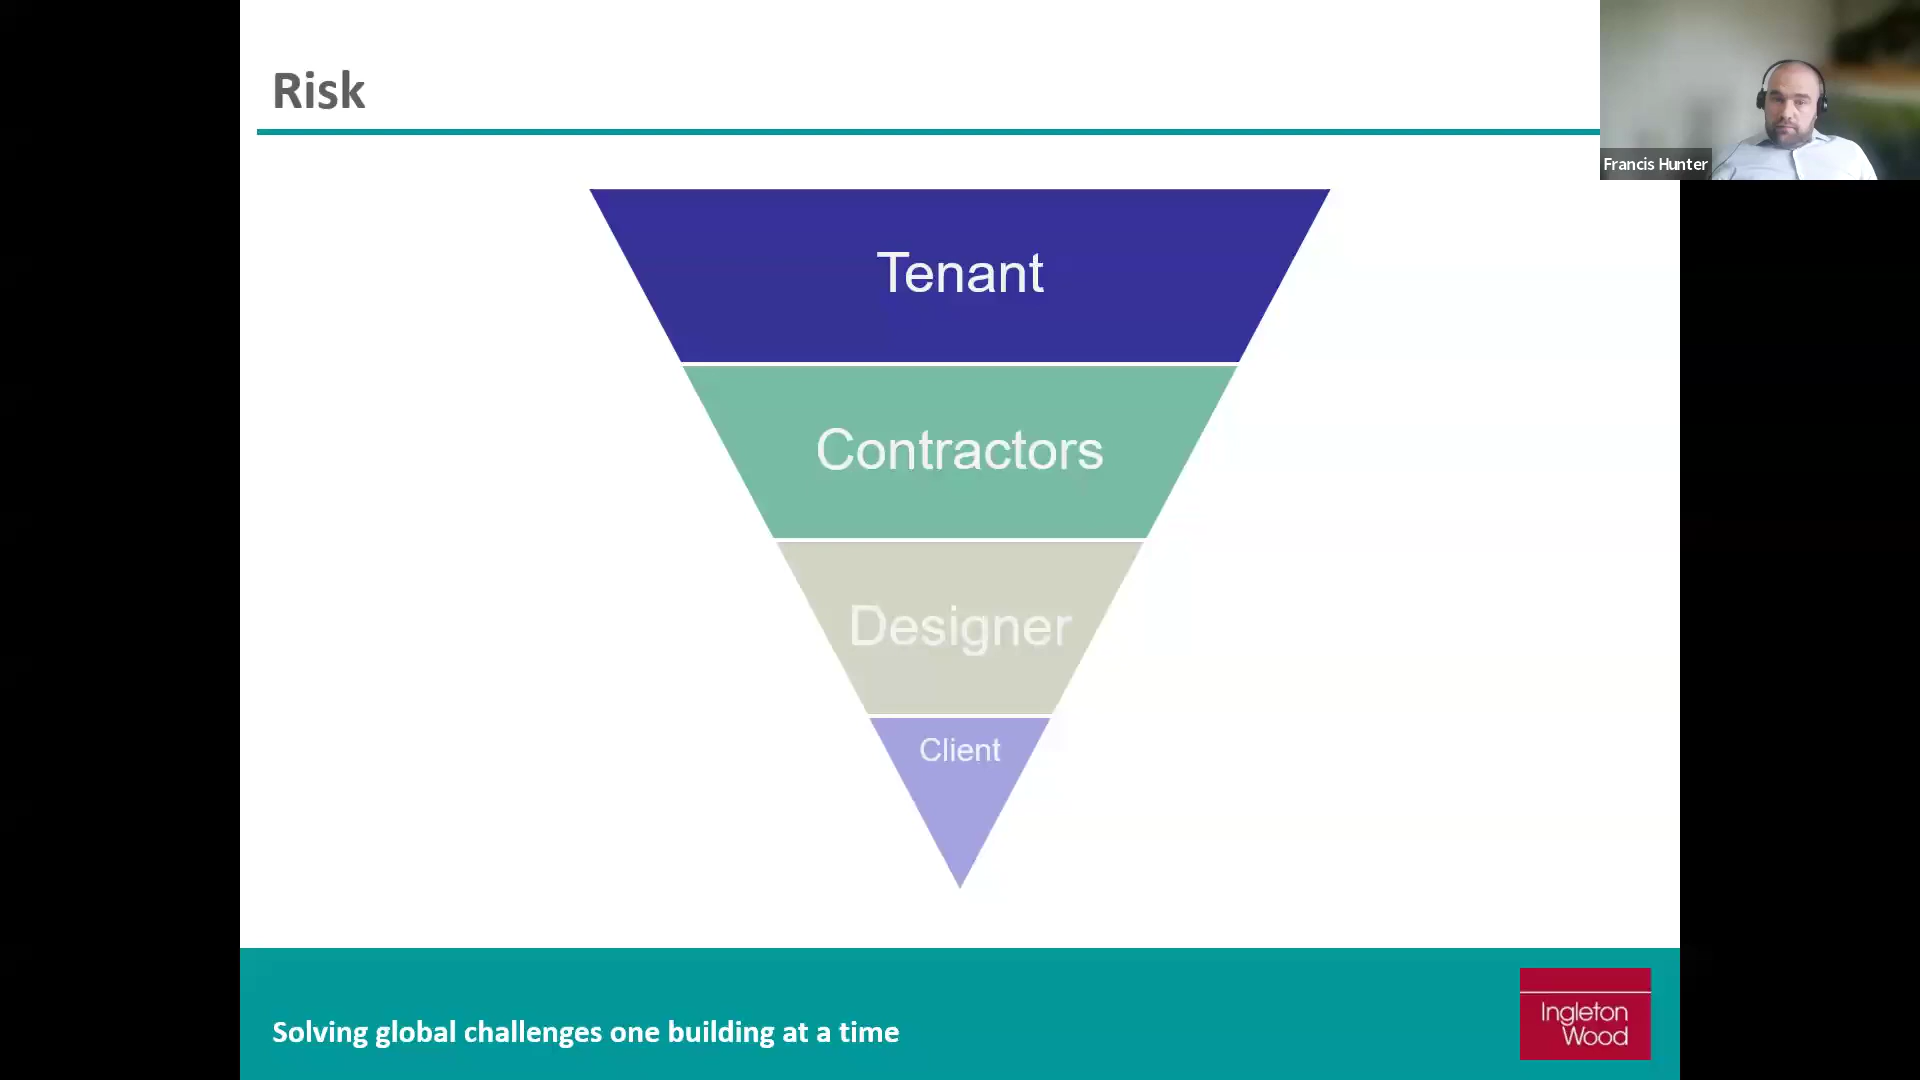 Risk
Francis Hunter
Tenant
Contractors
Designer
Client
Solving global challenges one building at a time
Ingleton
Wood